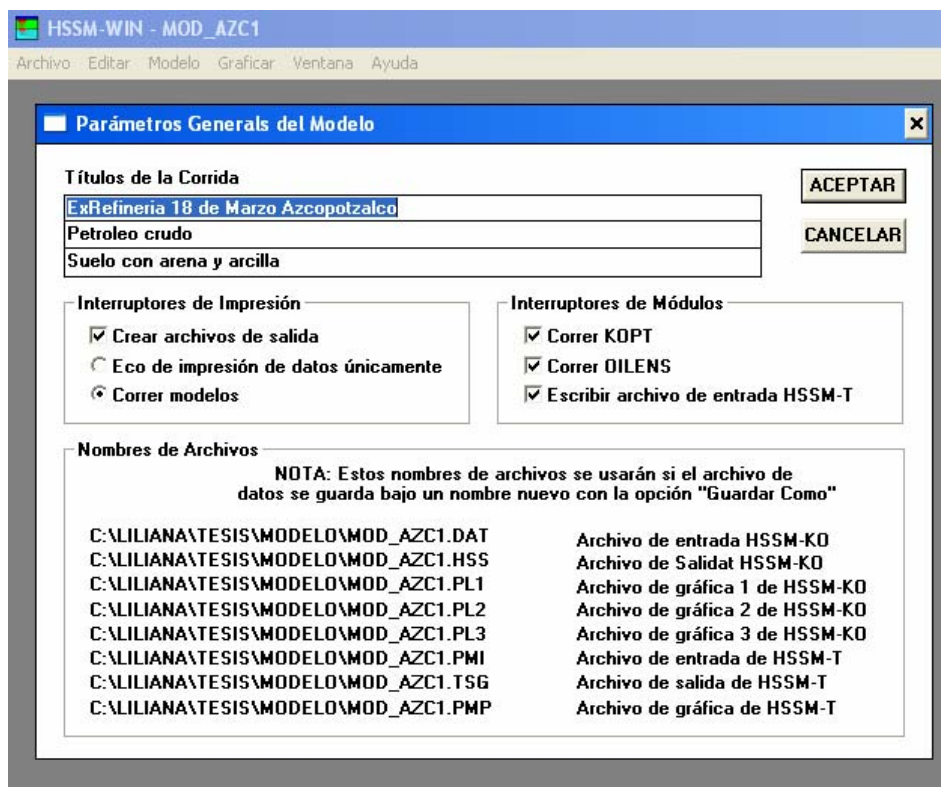 HSSM-WIN - MOD_AZC1
Archivo Editar Modelo Graficar Ventana Ayuda
Parámetros Generals del Modelo
Títulos de la Corrida
ACEPTAR
ExRefineria 18 de Marzo Azcopotzalco
Petroleo crudo
CANCELAR
Suelo con arena y arcilla
Interruptores de Impresión
Crear archivos de salida
Eco de impresión de datos únicamente
Correr modelos
Interruptores de Módulos
Correr KOPT
Correr OILENS
Escribir archivo de entrada HSSM-T
Nombres de Archivos
NOTA: Estos nombres de archivos se usarán si el archivo de
datos se guarda bajo un nombre nuevo con la opción "Guardar Como"
C:\LILIANA\TESIS\MODELO\MOD_AZC1.DAT Archivo de entrada HSSM-KO
C:\LILIANA\TESIS\MODELO\MOD_AZC1.HSS Archivo de Salidat HSSM-KO
C:\LILIANA\TESIS\MODELO\MOD_AZC1.PL1 Archivo de gráfica 1 de HSSM-KO
C:\LILIANA\TESIS\MODELO\MOD_AZC1.PL2 Archivo de gráfica 2 de HSSM-KO
C:\LILIANA\TESIS\MODELO\MOD_AZC1.PL3 Archivo de gráfica 3 de HSSM-KO
C:\LILIANA\TESIS\MODELO\MOD_AZC1.PMI Archivo de entrada de HSSM-T
C:\LILIANA\TESIS\MODELO\MOD_AZC1.TSG Archivo de salida de HSSM-T
C:\LILIANA\TESIS\MODELO\MOD_AZC1.PMP Archivo de gráfica de HSSM-T